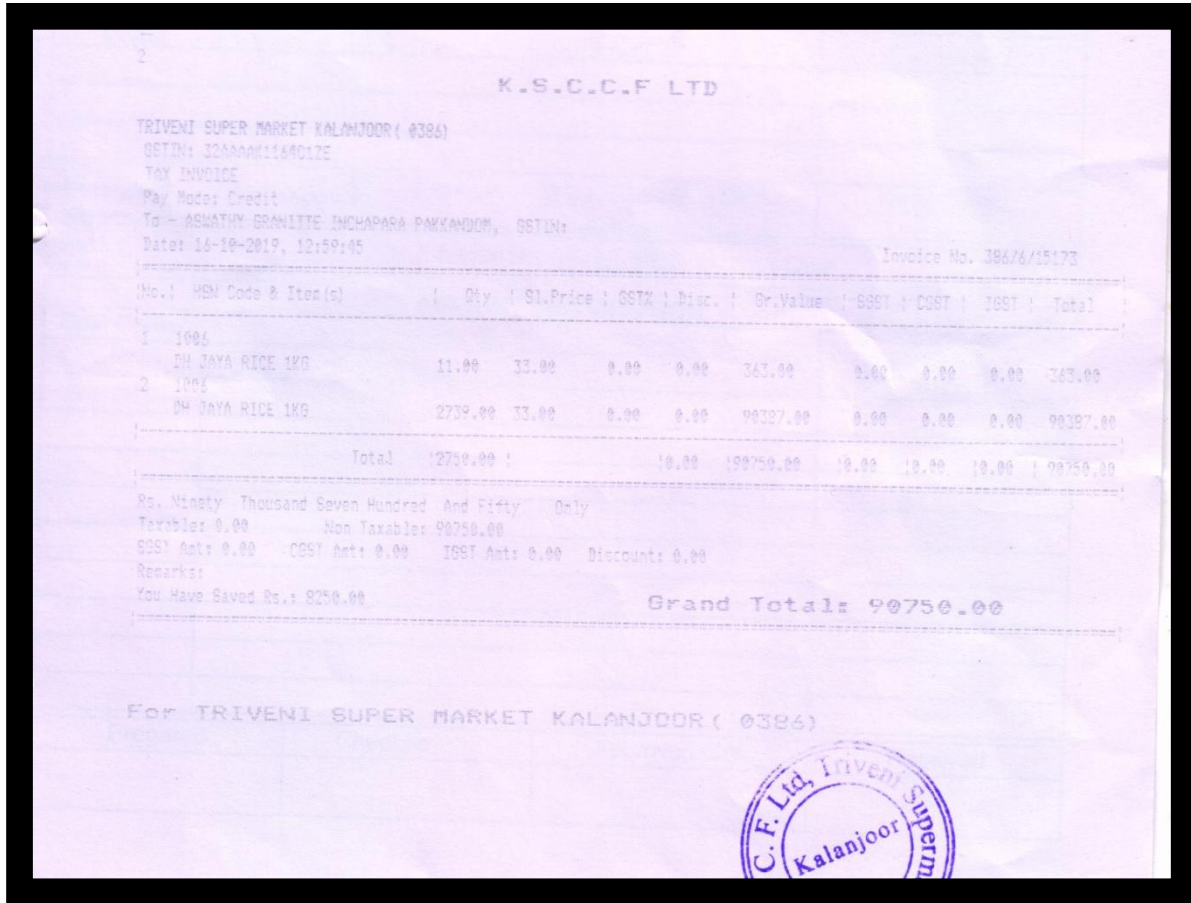 2
K.S.C.C.F LTD
TRIVENI SUPER MARKET KALANJOOR( 0386)
GSTIN: 32AAAAK1164Q1ZE
TAX INVOICE
Pay Mode: Credit
To - ASWATHY GRANITTE INCHAPARA PAKKANDOM, GSTIN:
Date: 16-10-2019, 12:59:45
Invoice No. 386/6/15173
|No.| HSN Code & Item(s) | Qty | Sl.Price | GST% | Disc. | Gr.Value | SGST | CGST | IGST | Total |
1 1006
DH JAYA RICE 1KG 11.00 33.00 0.00 0.00 363.00 0.00 0.00 0.00 363.00
2 1006
DH JAYA RICE 1KG 2739.00 33.00 0.00 0.00 90387.00 0.00 0.00 0.00 90387.00
Total |2750.00 | |0.00 |90750.00 |0.00 |0.00 |0.00 | 90750.00
Rs. Ninety Thousand Seven Hundred And Fifty Only
Taxable: 0.00 Non Taxable: 90750.00
SGST Amt: 0.00 CGST Amt: 0.00 IGST Amt: 0.00 Discount: 0.00
Remarks:
You Have Saved Rs.: 8250.00
Grand Total: 90750.00
For TRIVENI SUPER MARKET KALANJOOR( 0386)
C. F. Ltd, Triveni Superm
Kalanjoor